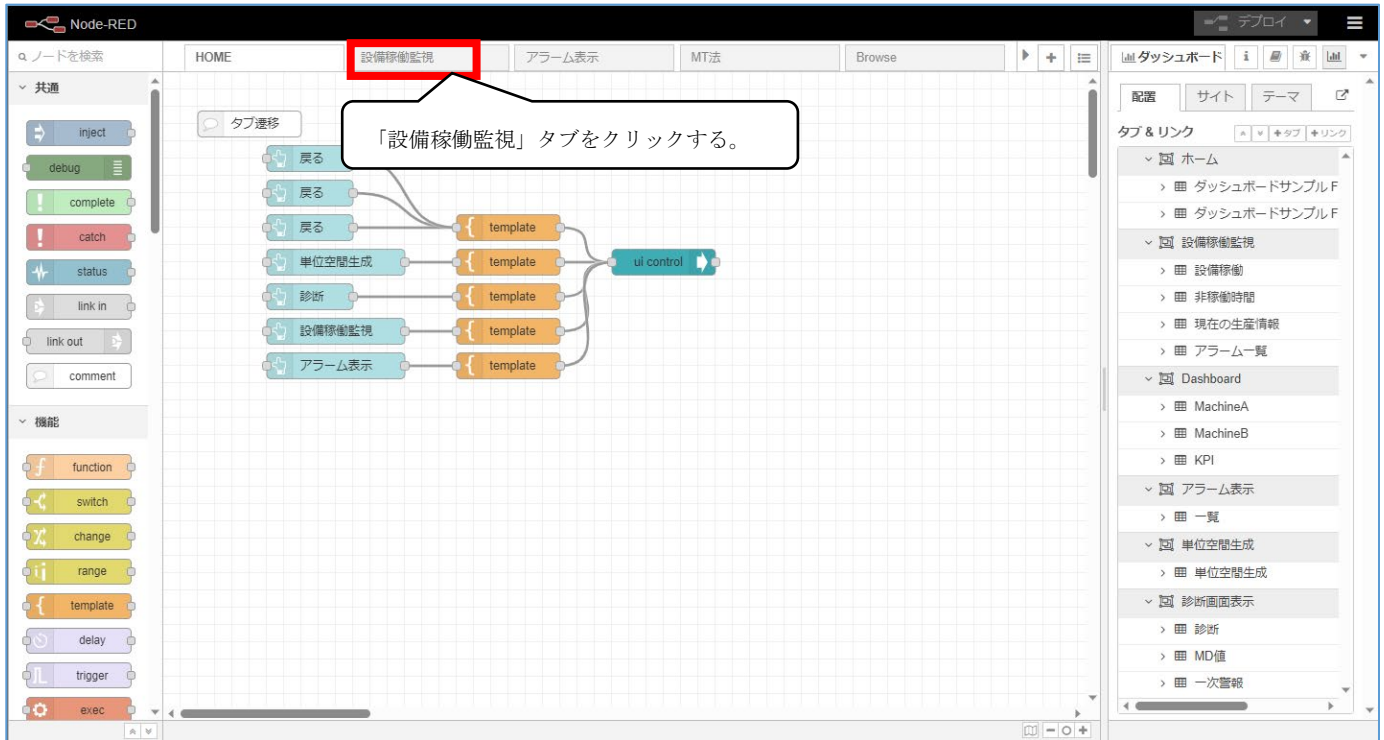 Node-RED
デプロイ
ノードを検索
HOME
設備稼働監視
アラーム表示
MT法
Browse
ダッシュボード
i
共通
inject
debug
complete
catch
status
link in
link out
comment
機能
function
switch
change
range
template
delay
trigger
exec
タブ遷移
「設備稼働監視」タブをクリックする。
戻る
戻る
戻る
template
ui control
単位空間生成
template
診断
template
設備稼働監視
template
アラーム表示
template
配置
サイト
テーマ
タブ & リンク
+タブ
+リンク
ホーム
ダッシュボードサンプル F
ダッシュボードサンプル F
設備稼働監視
設備稼働
非稼働時間
現在の生産情報
アラーム一覧
Dashboard
MachineA
MachineB
KPI
アラーム表示
一覧
単位空間生成
単位空間生成
診断画面表示
診断
MD値
一次警報